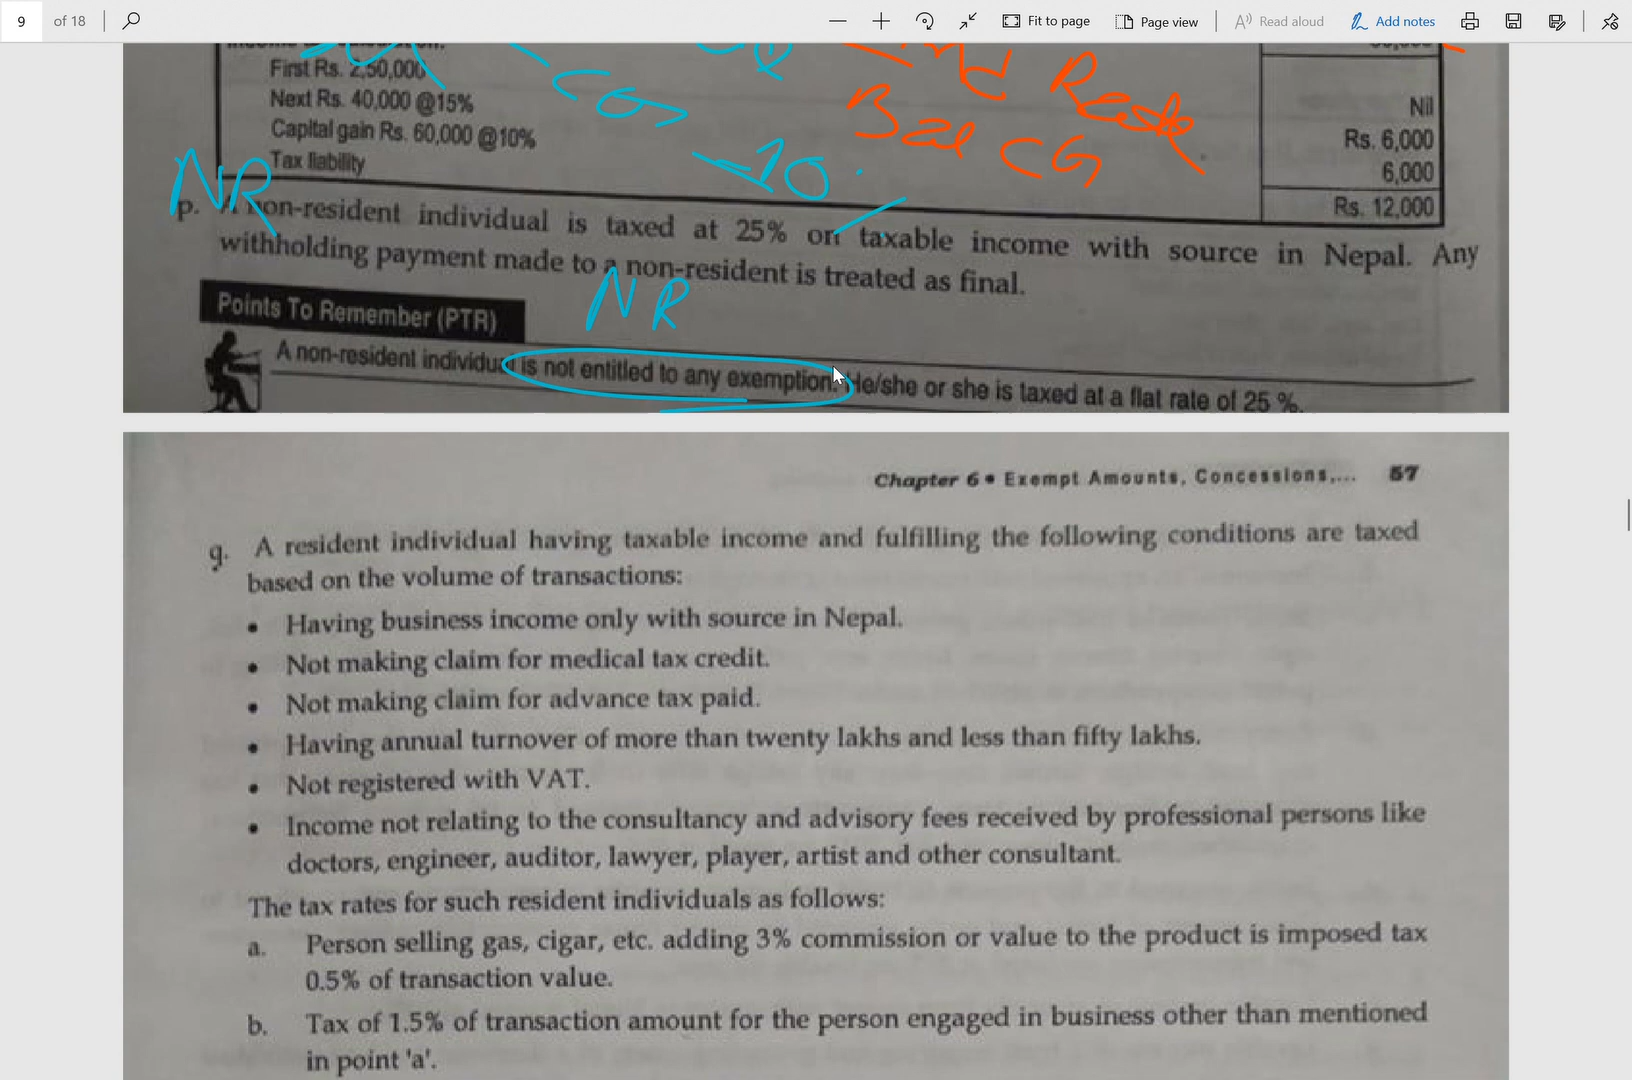 9 of 18
Fit to page
Page view
Read aloud
Add notes
First Rs. 2,50,000
Next Rs. 40,000 @15%
Capital gain Rs. 60,000 @10%
Tax liability
Nil
Rs. 6,000
6,000
Rs. 12,000
Rate
Bal CG
CG
10
NR
p. A non-resident individual is taxed at 25% on taxable income with source in Nepal. Any
withholding payment made to a non-resident is treated as final.
NR
Points To Remember (PTR)
A non-resident individual is not entitled to any exemption. He/she or she is taxed at a flat rate of 25 %.
Chapter 6 • Exempt Amounts, Concessions,... 57
q. A resident individual having taxable income and fulfilling the following conditions are taxed
based on the volume of transactions:
• Having business income only with source in Nepal.
• Not making claim for medical tax credit.
• Not making claim for advance tax paid.
• Having annual turnover of more than twenty lakhs and less than fifty lakhs.
• Not registered with VAT.
• Income not relating to the consultancy and advisory fees received by professional persons like
doctors, engineer, auditor, lawyer, player, artist and other consultant.
The tax rates for such resident individuals as follows:
a. Person selling gas, cigar, etc. adding 3% commission or value to the product is imposed tax
0.5% of transaction value.
b. Tax of 1.5% of transaction amount for the person engaged in business other than mentioned
in point 'a'.